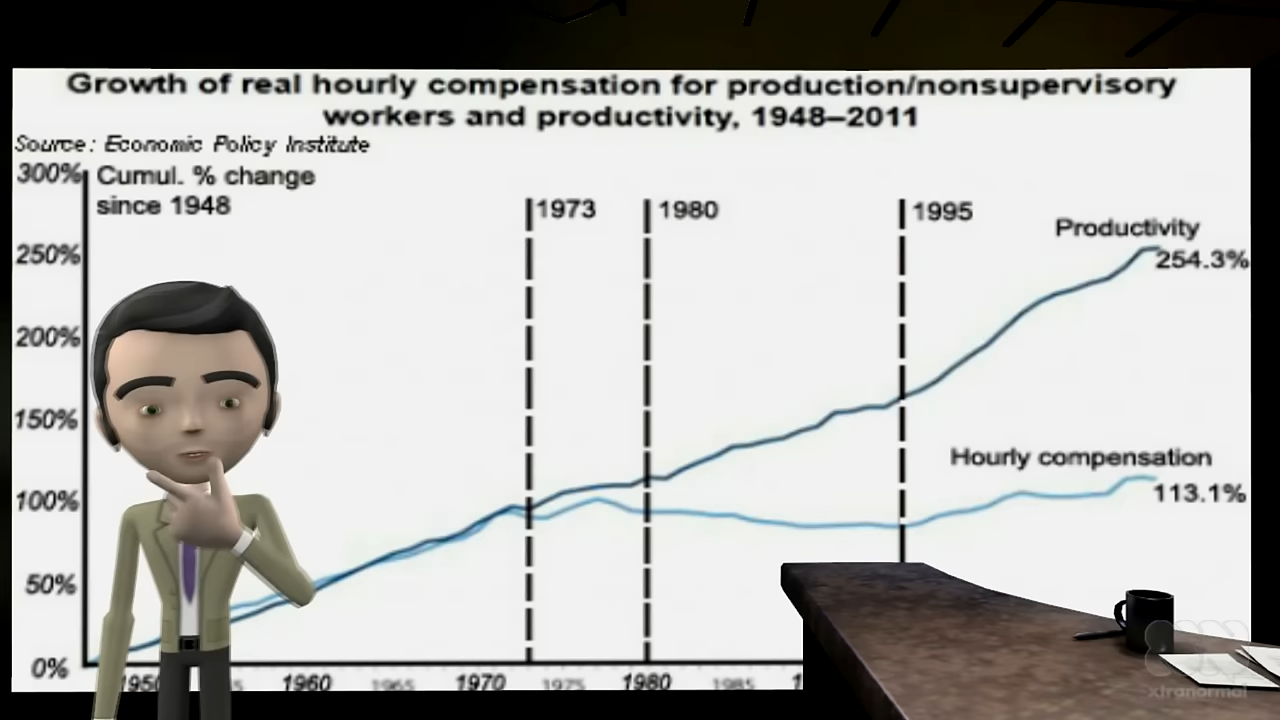 Growth of real hourly compensation for production/nonsupervisory
workers and productivity, 1948–2011
Source: Economic Policy Institute
300%
Cumul. % change
since 1948
1973
1980
1995
Productivity
254.3%
250%
200%
150%
Hourly compensation
113.1%
100%
50%
0%
1960
1965
1970
1975
1980
1985
xtranormal